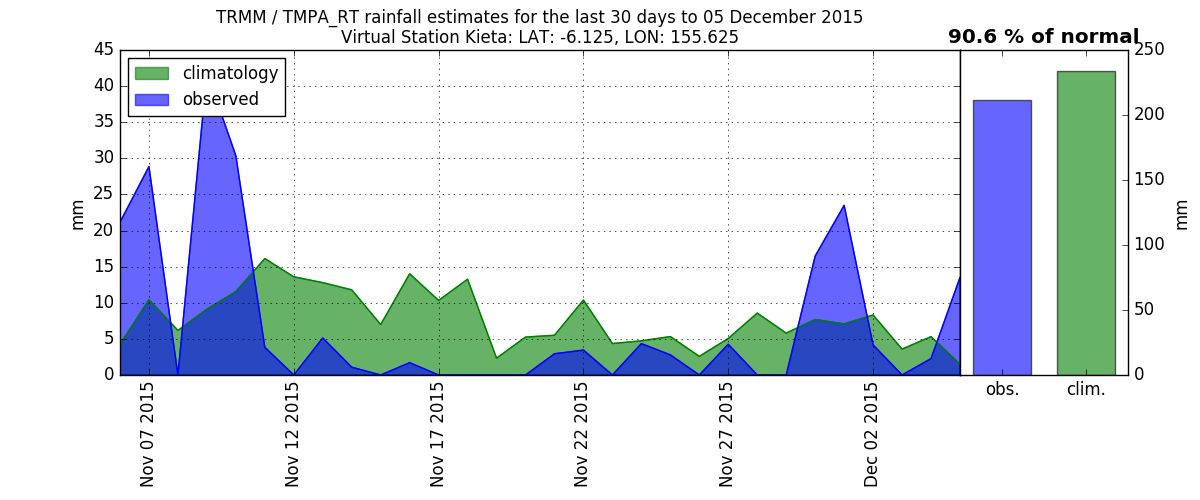 TRMM / TMPA_RT rainfall estimates for the last 30 days to 05 December 2015
Virtual Station Kieta: LAT: -6.125, LON: 155.625
90.6 % of normal
climatology
observed
45
40
35
30
25
20
15
10
5
0
mm
Nov 07 2015
Nov 12 2015
Nov 17 2015
Nov 22 2015
Nov 27 2015
Dec 02 2015
250
200
150
100
50
0
mm
obs.
clim.